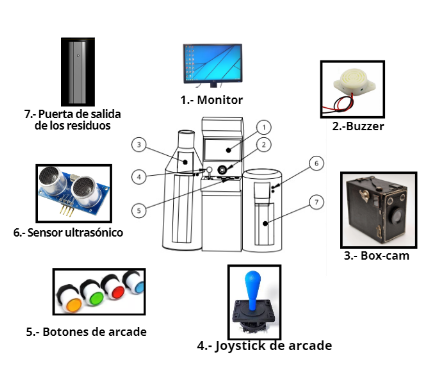 1.- Monitor
7.- Puerta de salida
de los residuos
2.-Buzzer
1
3
2
4
6
5
7
6.- Sensor ultrasónico
3.- Box-cam
5.- Botones de arcade
4.- Joystick de arcade